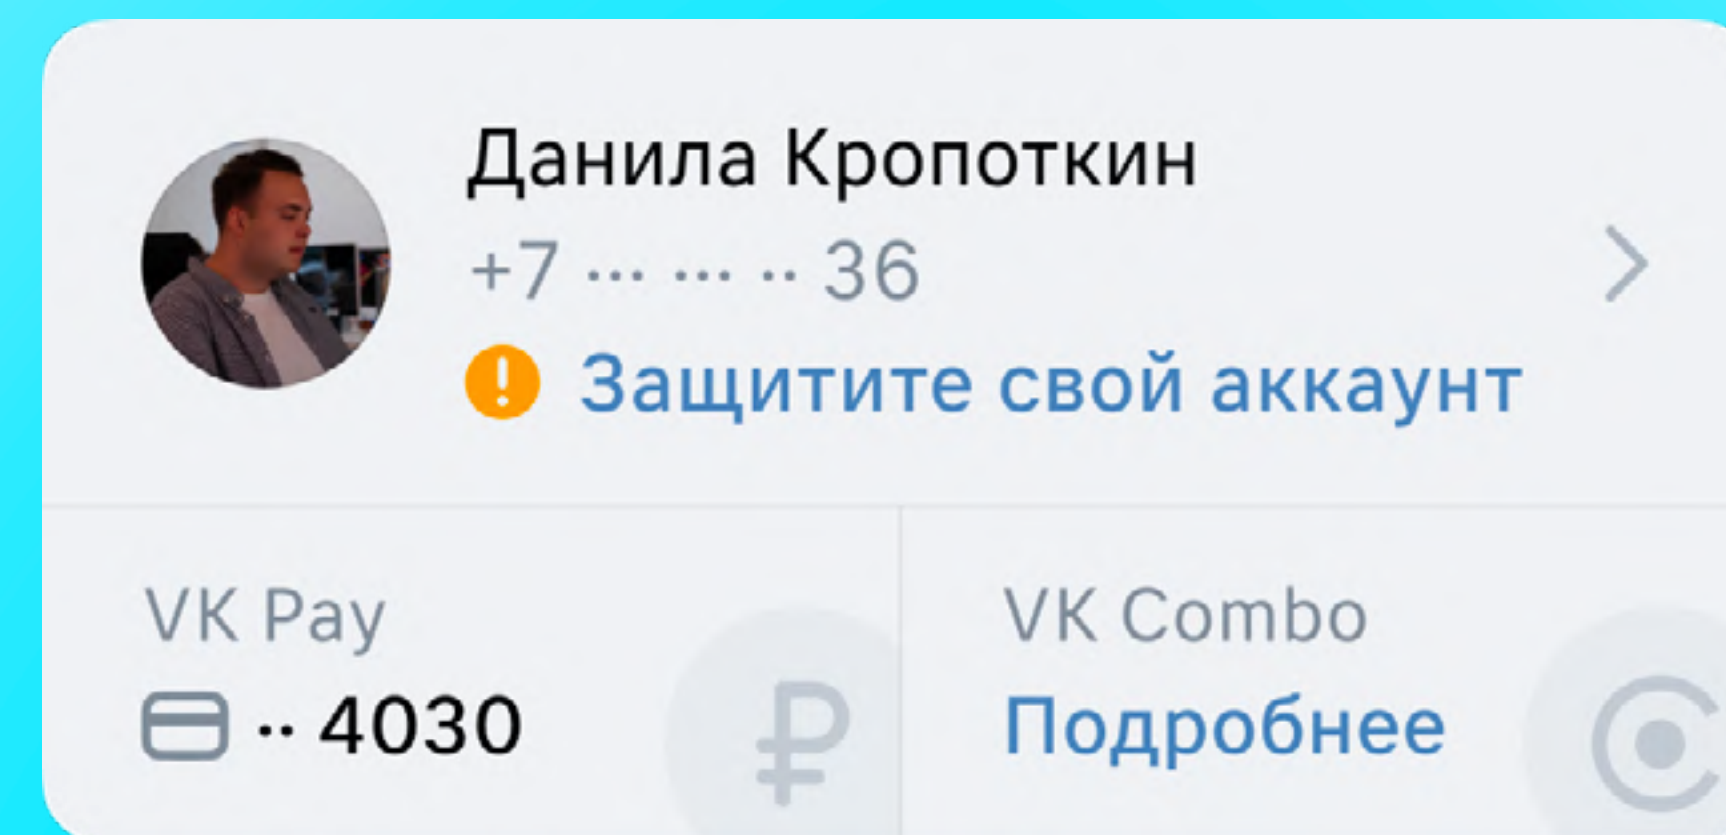 Данила Кропоткин
+7 ··· ··· ·· 36
Защитите свой аккаунт
VK Pay
·· 4030
VK Combo
Подробнее